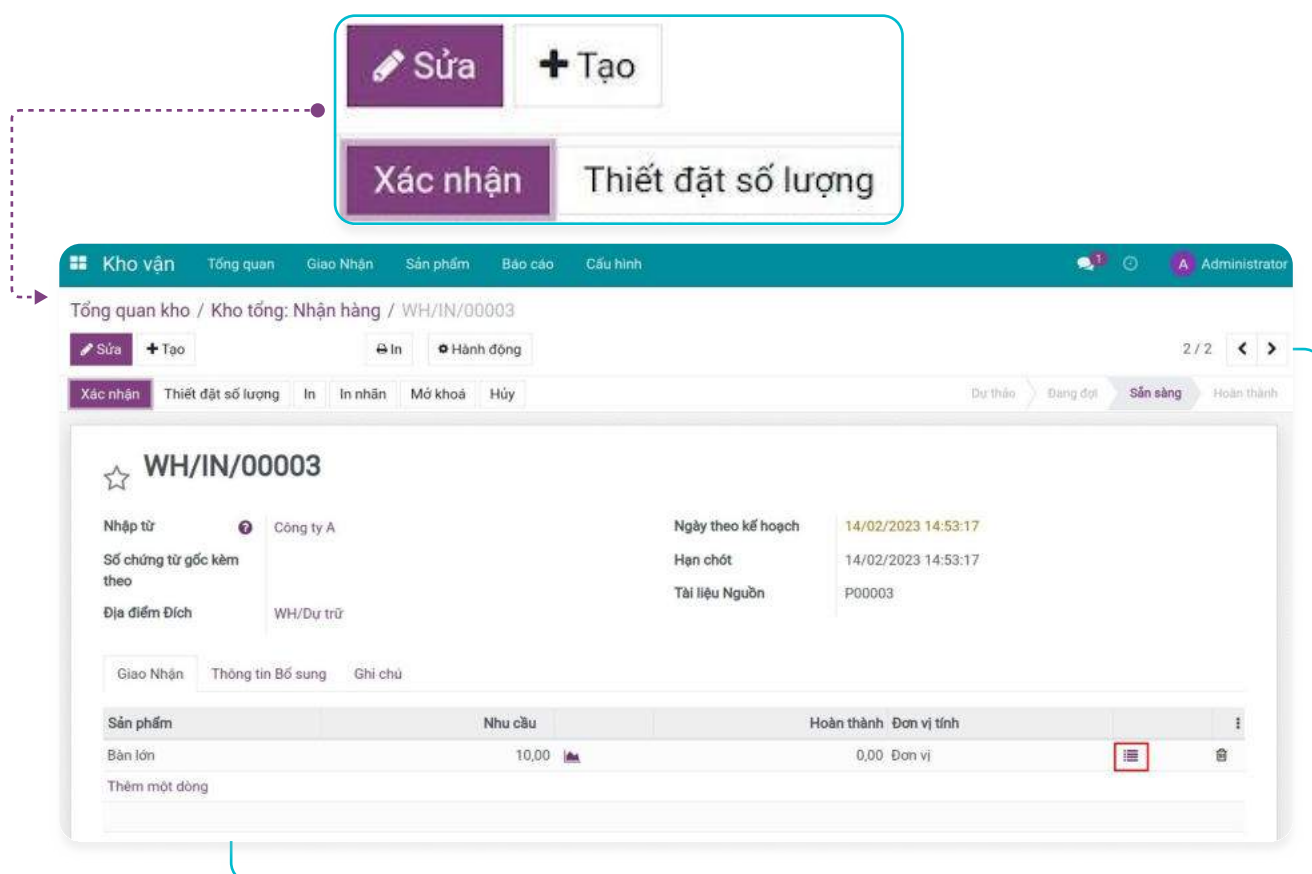 Sửa Tạo
Xác nhận Thiết đặt số lượng
Kho vận Tổng quan Giao Nhận Sản phẩm Báo cáo Cấu hình 1 A Administrator
Tổng quan kho / Kho tổng: Nhận hàng / WH/IN/00003
Sửa Tạo In Hành động 2 / 2
Xác nhận Thiết đặt số lượng In In nhãn Mở khoá Hủy Dự thảo Đang đợi Sẵn sàng Hoàn thành
WH/IN/00003
Nhập từ ? Công ty A Ngày theo kế hoạch 14/02/2023 14:53:17
Số chứng từ gốc kèm theo Hạn chót 14/02/2023 14:53:17
Địa điểm Đích WH/Dự trữ Tài liệu Nguồn P00003
Giao Nhận Thông tin Bổ sung Ghi chú
Sản phẩm Nhu cầu Hoàn thành Đơn vị tính
Bàn lớn 10,00 0,00 Đơn vị
Thêm một dòng